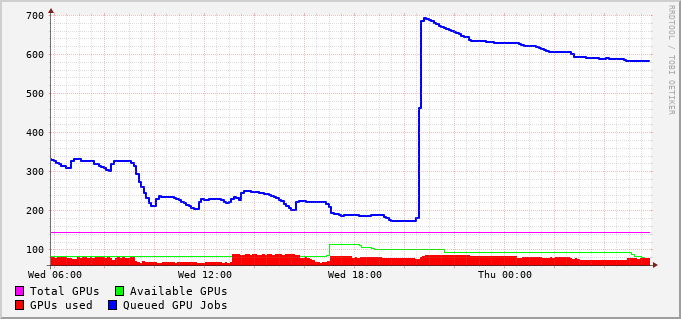 700
600
500
400
300
200
100
Wed 06:00 Wed 12:00 Wed 18:00 Thu 00:00
Total GPUs Available GPUs
GPUs used Queued GPU Jobs
RRDTOOL / TOBI OETIKER